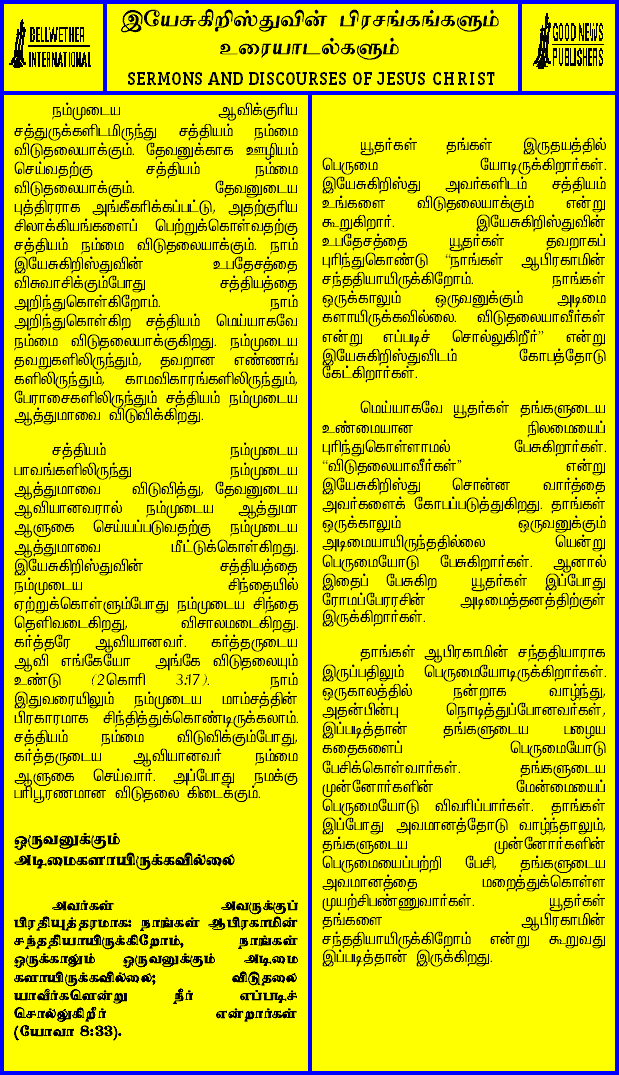 BELLWETHER
INTERNATIONAL
இயேசுகிறிஸ்துவின் பிரசங்கங்களும்
உரையாடல்களும்
SERMONS AND DISCOURSES OF JESUS CHRIST
GOOD NEWS
PUBLISHERS
நம்முடைய ஆவிக்குரிய
சத்துருக்களிடமிருந்து சத்தியம் நம்மை
விடுதலையாக்கும். தேவனுக்காக ஊழியம்
செய்வதற்கு சத்தியம் நம்மை
விடுதலையாக்கும். தேவனுடைய
புத்திரராக அங்கீகரிக்கப்பட்டு, அதற்குரிய
சிலாக்கியங்களைப் பெற்றுக்கொள்வதற்கு
சத்தியம் நம்மை விடுதலையாக்கும். நாம்
இயேசுகிறிஸ்துவின் உபதேசத்தை
விசுவாசிக்கும்போது சத்தியத்தை
அறிந்துகொள்கிறோம். நாம்
அறிந்துகொள்கிற சத்தியம் மெய்யாகவே
நம்மை விடுதலையாக்குகிறது. நம்முடைய
தவறுகளிலிருந்தும், தவறான எண்ணங்
களிலிருந்தும், காமவிகாரங்களிலிருந்தும்,
பேராசைகளிலிருந்தும் சத்தியம் நம்முடைய
ஆத்துமாவை விடுவிக்கிறது.
சத்தியம் நம்முடைய
பாவங்களிலிருந்து நம்முடைய
ஆத்துமாவை விடுவித்து, தேவனுடைய
ஆவியானவரால் நம்முடைய ஆத்துமா
ஆளுகை செய்யப்படுவதற்கு நம்முடைய
ஆத்துமாவை மீட்டுக்கொள்கிறது.
இயேசுகிறிஸ்துவின் சத்தியத்தை
நம்முடைய சிந்தையில்
ஏற்றுக்கொள்ளும்போது நம்முடைய சிந்தை
தெளிவடைகிறது, விசாலமடைகிறது.
கர்த்தரே ஆவியானவர். கர்த்தருடைய
ஆவி எங்கேயோ அங்கே விடுதலையும்
உண்டு (2கொரி 3:17). நாம்
இதுவரையிலும் நம்முடைய மாம்சத்தின்
பிரகாரமாக சிந்தித்துக்கொண்டிருக்கலாம்.
சத்தியம் நம்மை விடுவிக்கும்போது,
கர்த்தருடைய ஆவியானவர் நம்மை
ஆளுகை செய்வார். அப்போது நமக்கு
பரிபூரணமான விடுதலை கிடைக்கும்.
ஒருவனுக்கும்
அடிமைகளாயிருக்கவில்லை
அவர்கள் அவருக்குப்
பிரதியுத்தரமாக: நாங்கள் ஆபிரகாமின்
சந்ததியாயிருக்கிறோம், நாங்கள்
ஒருக்காலும் ஒருவனுக்கும் அடிமை
களாயிருக்கவில்லை; விடுதலை
யாவீர்களென்று நீர் எப்படிச்
சொல்லுகிறீர் என்றார்கள்
(யோவா 8:33).
யூதர்கள் தங்கள் இருதயத்தில்
பெருமை யோடிருக்கிறார்கள்.
இயேசுகிறிஸ்து அவர்களிடம் சத்தியம்
உங்களை விடுதலையாக்கும் என்று
கூறுகிறார். இயேசுகிறிஸ்துவின்
உபதேசத்தை யூதர்கள் தவறாகப்
புரிந்துகொண்டு “நாங்கள் ஆபிரகாமின்
சந்ததியாயிருக்கிறோம். நாங்கள்
ஒருக்காலும் ஒருவனுக்கும் அடிமை
களாயிருக்கவில்லை. விடுதலையாவீர்கள்
என்று எப்படிச் சொல்லுகிறீர்” என்று
இயேசுகிறிஸ்துவிடம் கோபத்தோடு
கேட்கிறார்கள்.
மெய்யாகவே யூதர்கள் தங்களுடைய
உண்மையான நிலமையைப்
புரிந்துகொள்ளாமல் பேசுகிறார்கள்.
“விடுதலையாவீர்கள்” என்று
இயேசுகிறிஸ்து சொன்ன வார்த்தை
அவர்களைக் கோபப்படுத்துகிறது. தாங்கள்
ஒருக்காலும் ஒருவனுக்கும்
அடிமையாயிருந்ததில்லை யென்று
பெருமையோடு பேசுகிறார்கள். ஆனால்
இதைப் பேசுகிற யூதர்கள் இப்போது
ரோமப்பேரரசின் அடிமைத்தனத்திற்குள்
இருக்கிறார்கள்.
தாங்கள் ஆபிரகாமின் சந்ததியாராக
இருப்பதிலும் பெருமையோடிருக்கிறார்கள்.
ஒருகாலத்தில் நன்றாக வாழ்ந்து,
அதன்பின்பு நொடித்துப்போனவர்கள்,
இப்படித்தான் தங்களுடைய பழைய
கதைகளைப் பெருமையோடு
பேசிக்கொள்வார்கள். தங்களுடைய
முன்னோர்களின் மேன்மையைப்
பெருமையோடு விவரிப்பார்கள். தாங்கள்
இப்போது அவமானத்தோடு வாழ்ந்தாலும்,
தங்களுடைய முன்னோர்களின்
பெருமையைப்பற்றி பேசி, தங்களுடைய
அவமானத்தை மறைத்துக்கொள்ள
முயற்சிபண்ணுவார்கள். யூதர்கள்
தங்களை ஆபிரகாமின்
சந்ததியாயிருக்கிறோம் என்று கூறுவது
இப்படித்தான் இருக்கிறது.